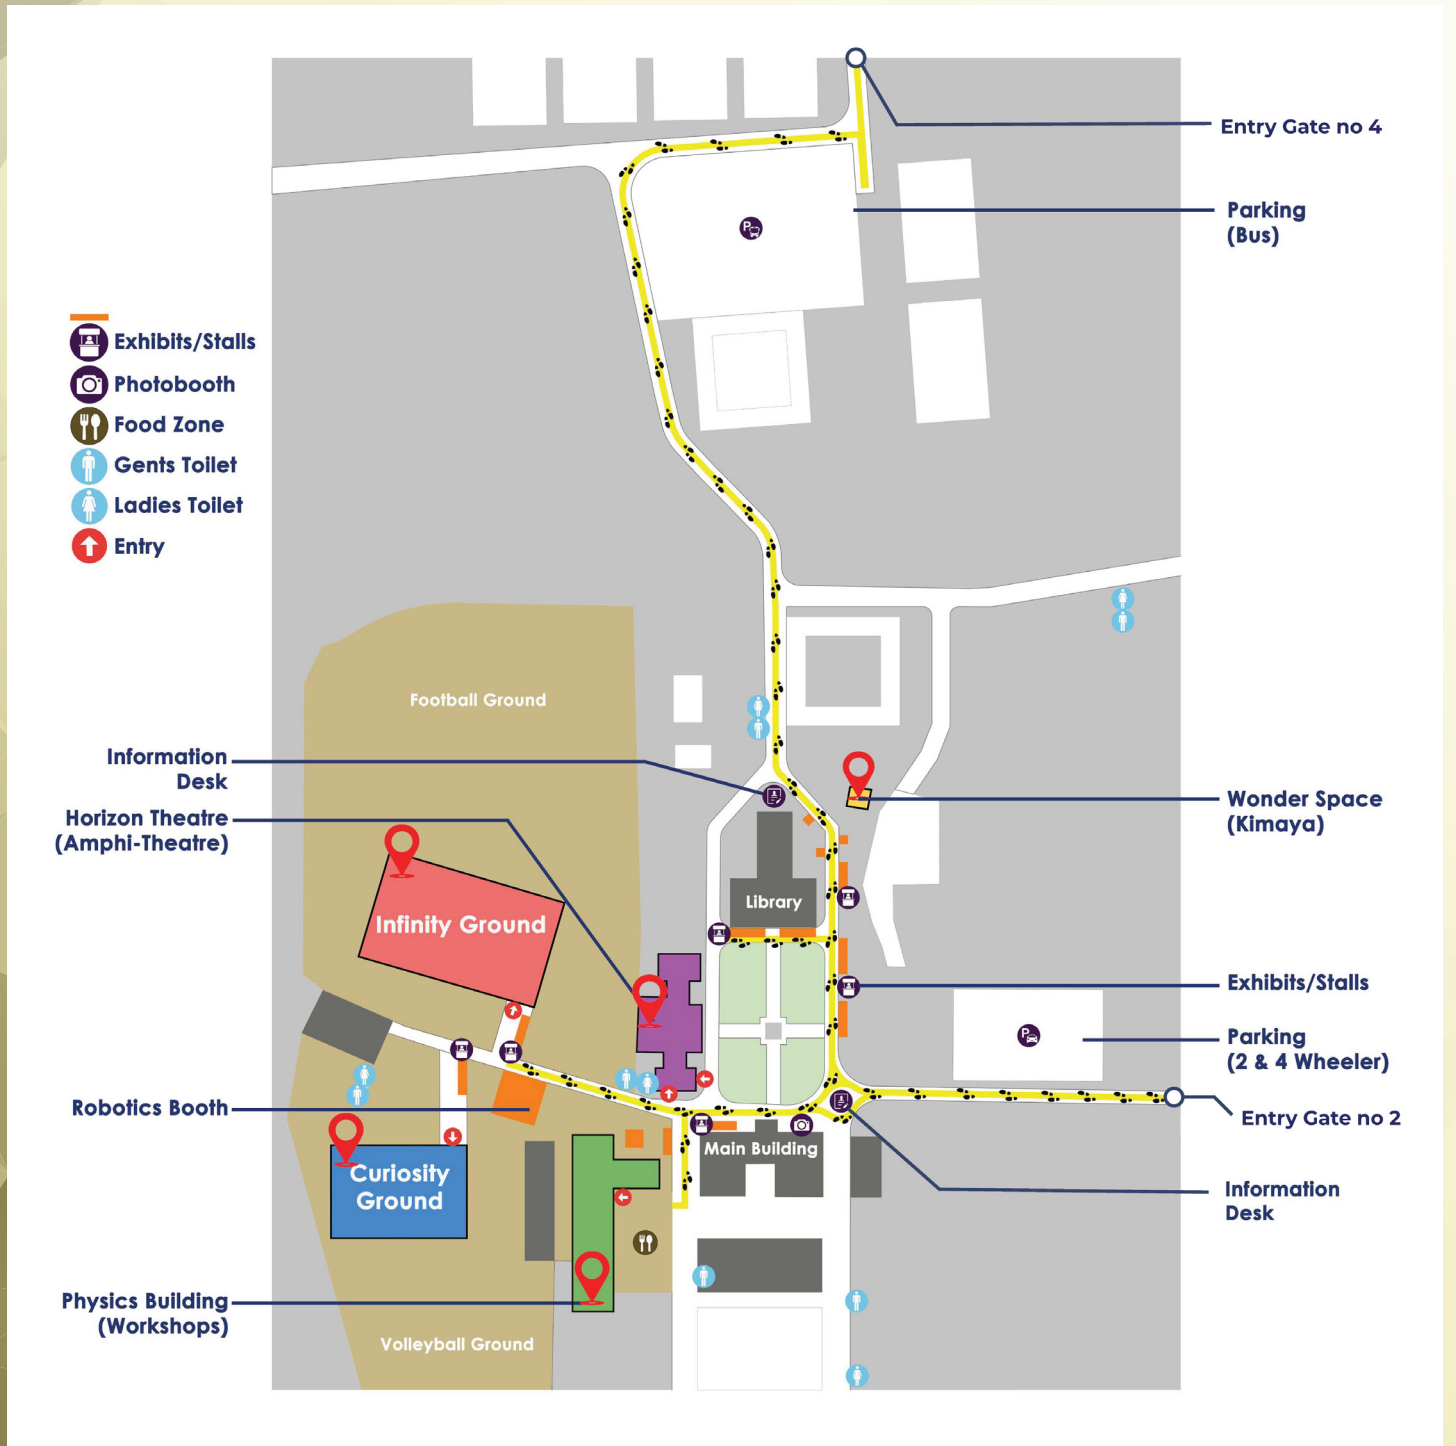 Entry Gate no 4
Parking
(Bus)
P
Exhibits/Stalls
Photobooth
Food Zone
Gents Toilet
Ladies Toilet
Entry
Football Ground
Information
Desk
Horizon Theatre
(Amphi-Theatre)
Wonder Space
(Kimaya)
Library
Infinity Ground
Exhibits/Stalls
Parking
(2 & 4 Wheeler)
P
Robotics Booth
Entry Gate no 2
Main Building
Curiosity
Ground
Information
Desk
Physics Building
(Workshops)
Volleyball Ground